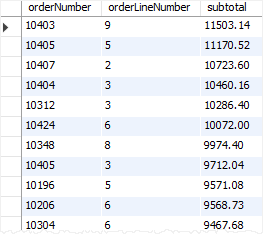 orderNumber orderLineNumber subtotal
10403 9 11503.14
10405 5 11170.52
10407 2 10723.60
10404 3 10460.16
10312 3 10286.40
10424 6 10072.00
10348 8 9974.40
10405 3 9712.04
10196 5 9571.08
10206 6 9568.73
10304 6 9467.68